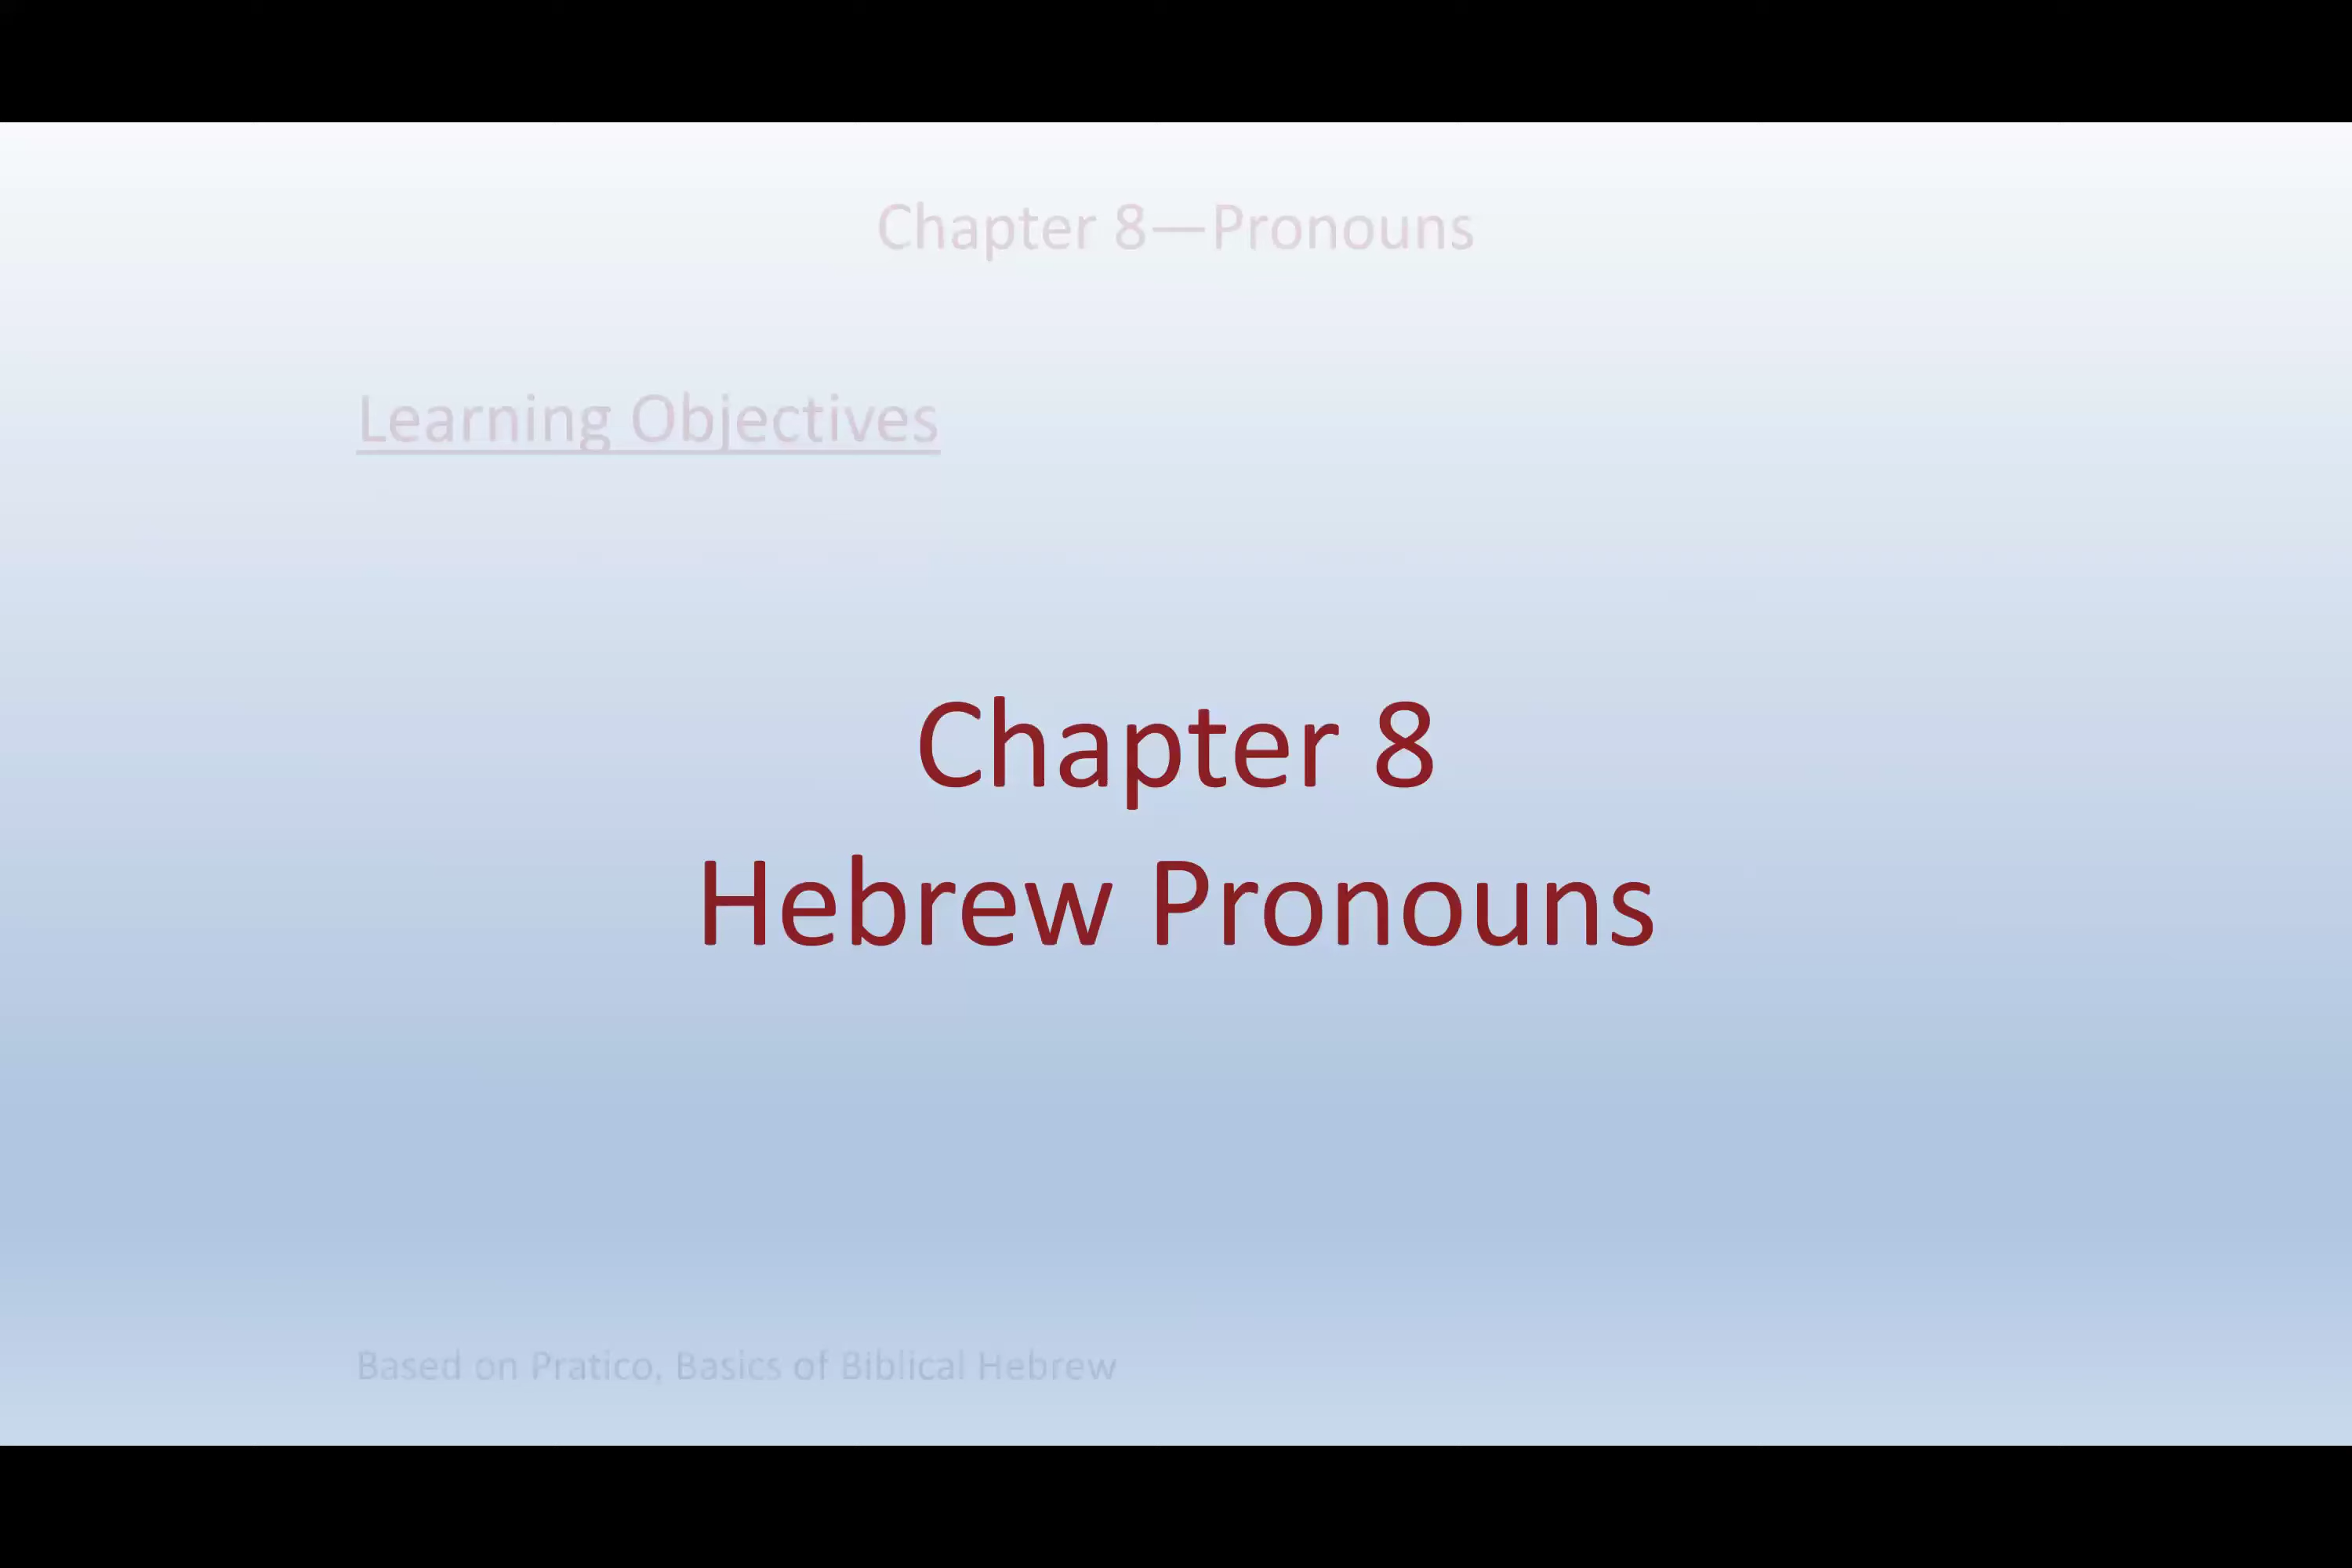 Chapter 8—Pronouns
Learning Objectives
Chapter 8
Hebrew Pronouns
Based on Pratico, Basics of Biblical Hebrew